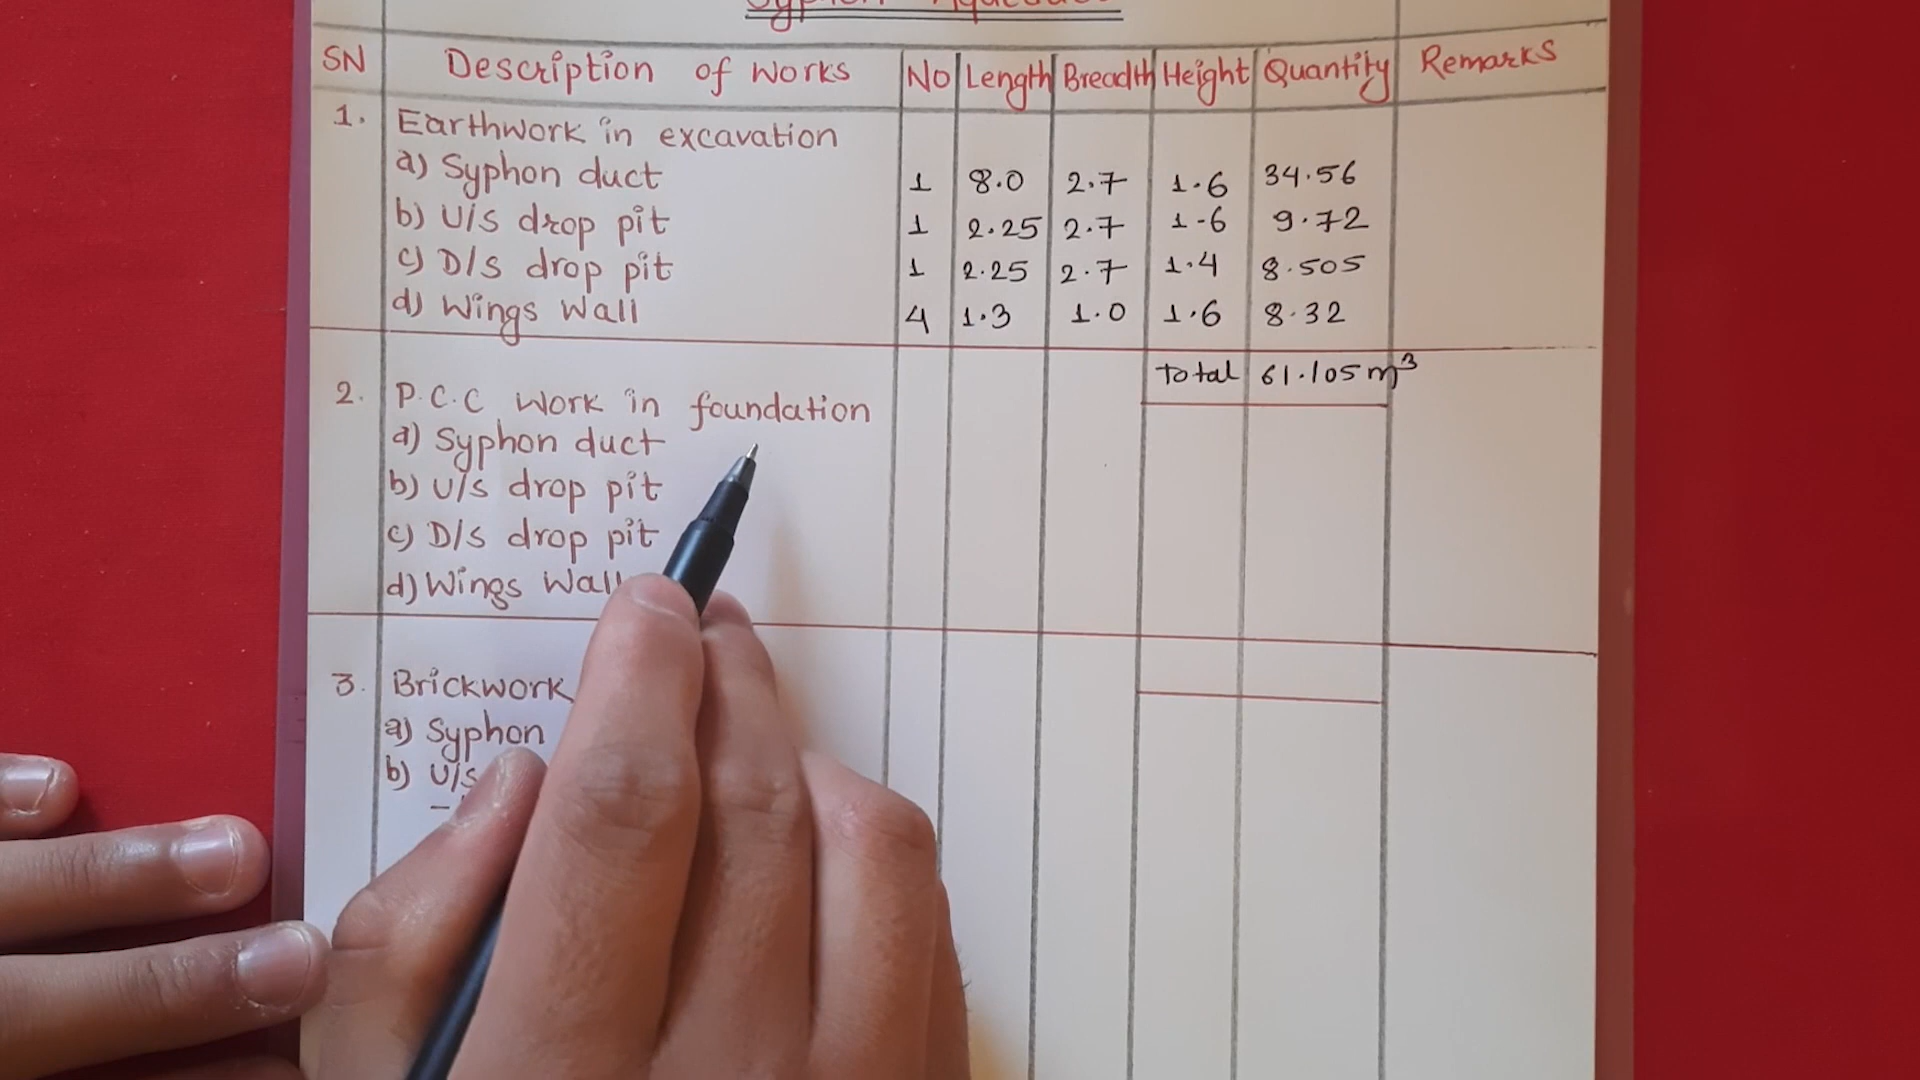 SN Description of Works No Length Breadth Height Quantity Remarks
1. Earthwork in excavation
a) Syphon duct 1 8.0 2.7 1.6 34.56
b) U/S drop pit 1 2.25 2.7 1-6 9.72
c) D/S drop pit 1 2.25 2.7 1.4 8.505
d) Wings Wall 4 1.3 1.0 1.6 8.32
Total 61.105 m³
2. P.C.C work in foundation
a) Syphon duct
b) U/S drop pit
c) D/S drop pit
d) Wings Wall
3. Brickwork
a) Syphon
b) U/S